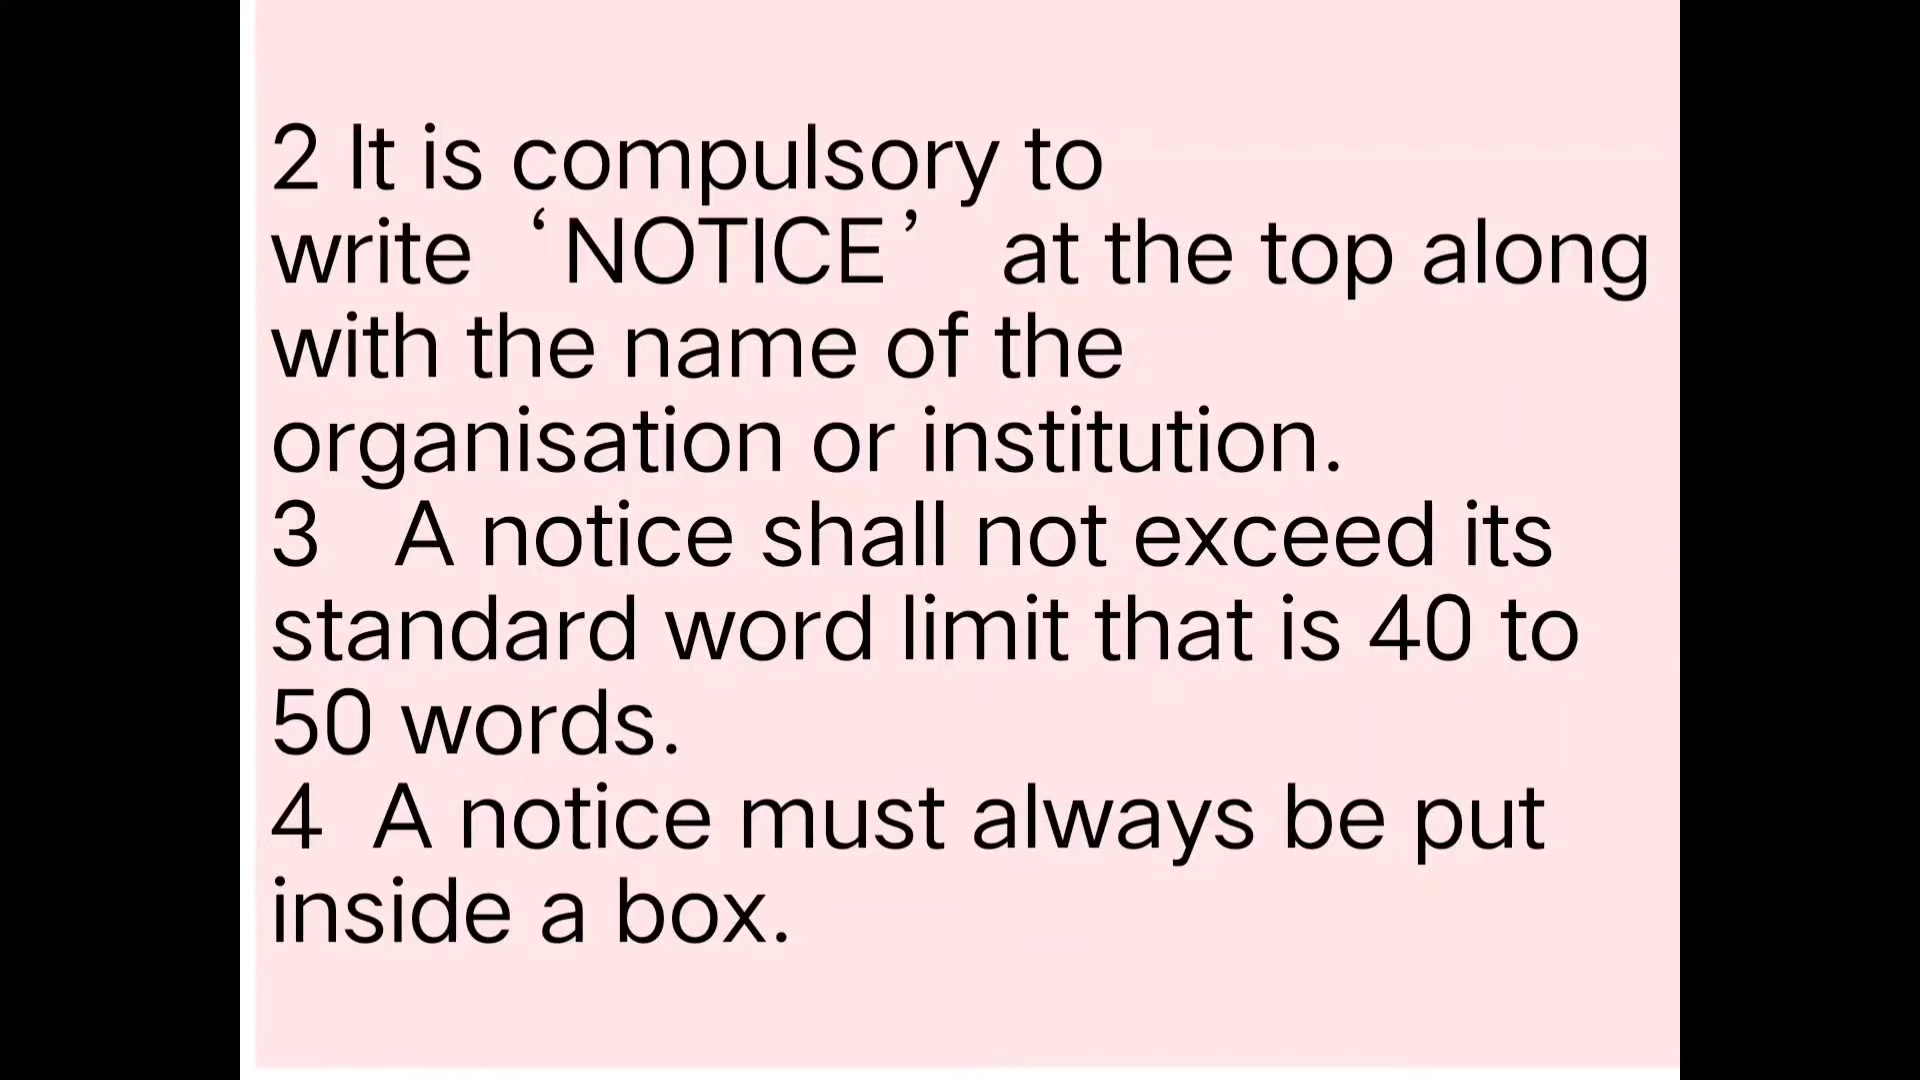 2 It is compulsory to
write ‘NOTICE’ at the top along
with the name of the
organisation or institution.
3 A notice shall not exceed its
standard word limit that is 40 to
50 words.
4 A notice must always be put
inside a box.